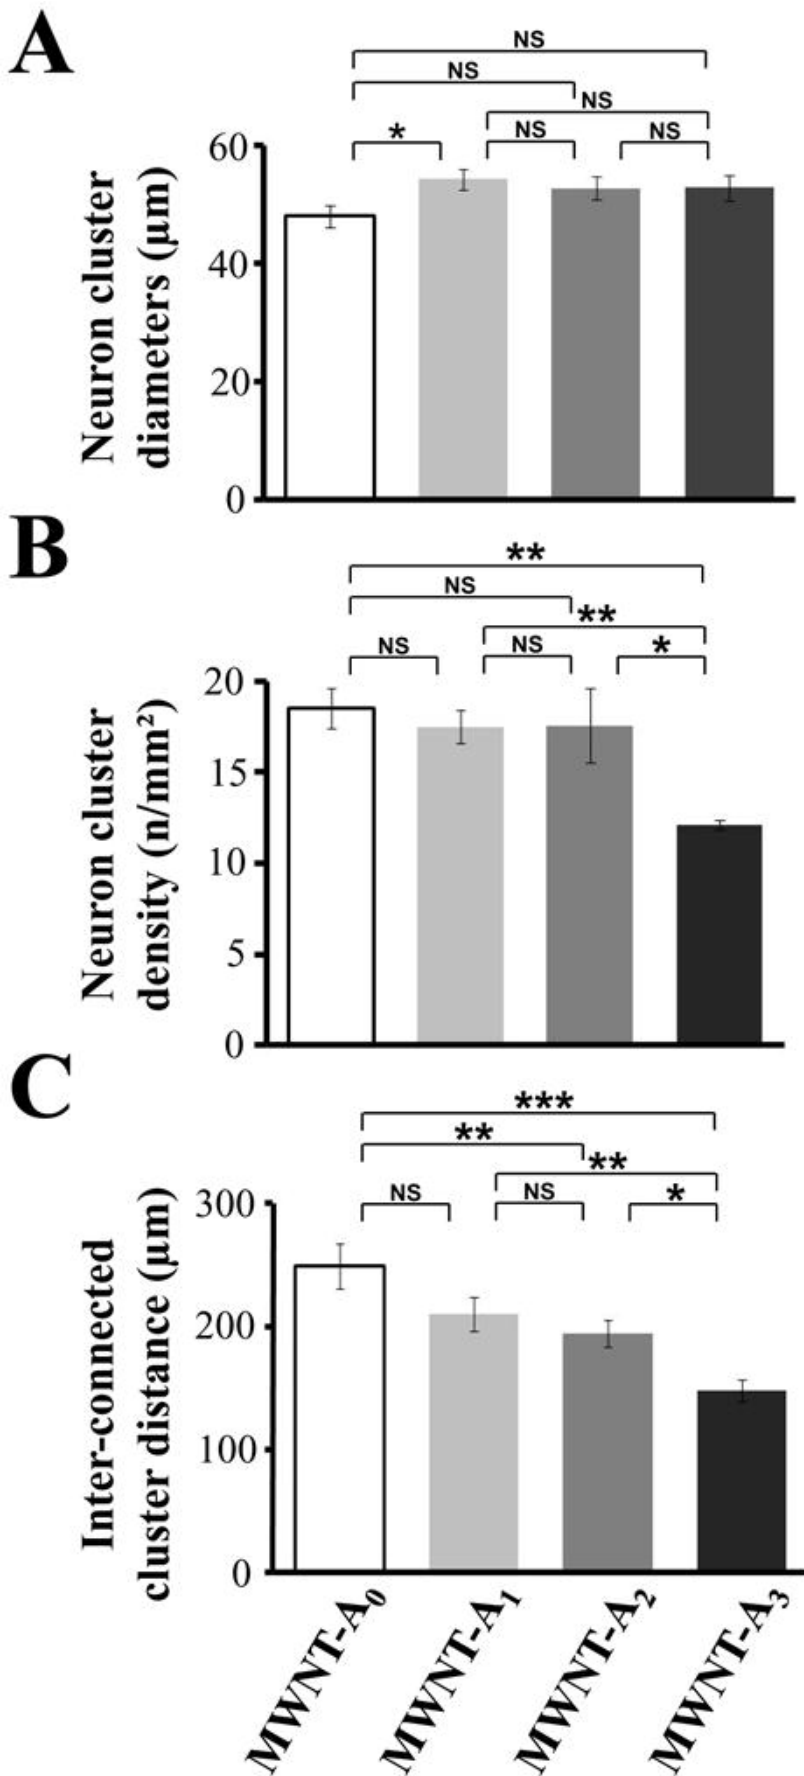 A
NS
NS
NS
*
NS
NS
Neuron cluster
diameters (µm)
60
40
20
0
B
**
NS
**
NS
NS
*
Neuron cluster
density (n/mm²)
20
15
10
5
0
C
***
**
**
NS
NS
*
Inter-connected
cluster distance (µm)
300
200
100
0
MWNT-A₀
MWNT-A₁
MWNT-A₂
MWNT-A₃